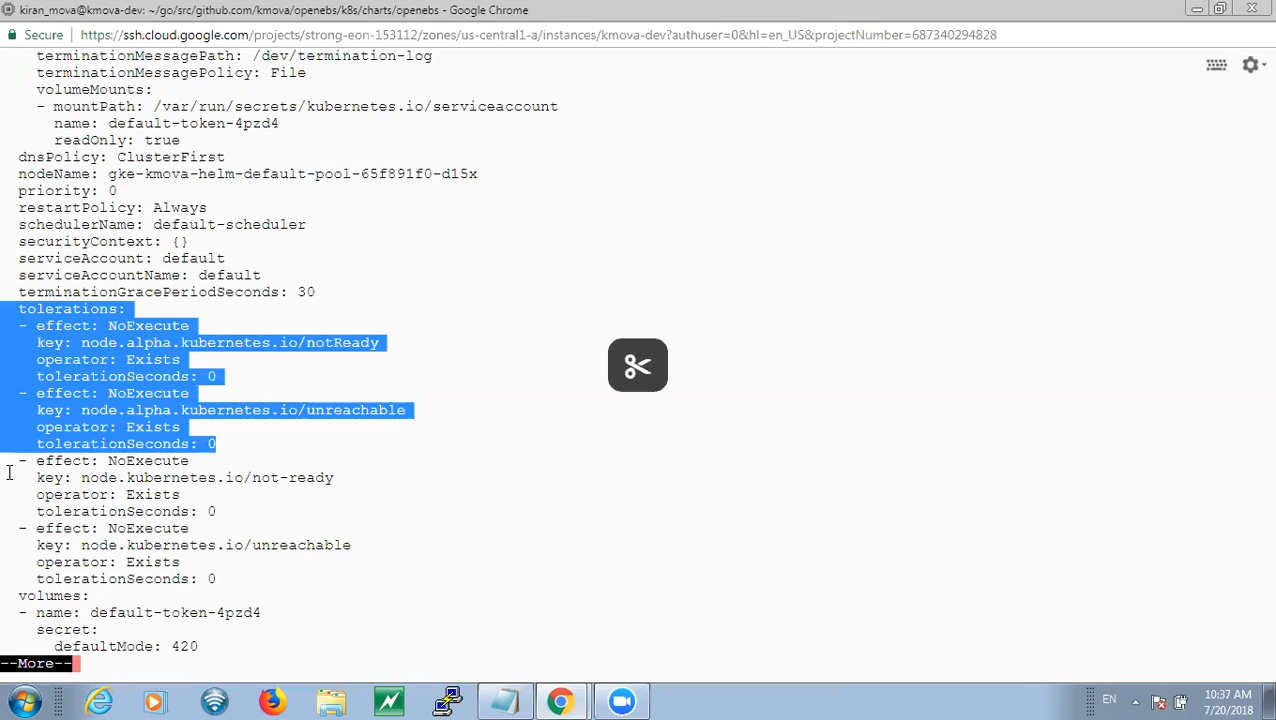 kiran_mova@kmova-dev: ~/go/src/github.com/kmova/openebs/k8s/charts/openebs - Google Chrome
Secure | https://ssh.cloud.google.com/projects/strong-eon-153112/zones/us-central1-a/instances/kmova-dev?authuser=0&hl=en_US&projectNumber=687340294828
terminationMessagePath: /dev/termination-log
terminationMessagePolicy: File
volumeMounts:
- mountPath: /var/run/secrets/kubernetes.io/serviceaccount
name: default-token-4pzd4
readOnly: true
dnsPolicy: ClusterFirst
nodeName: gke-kmova-helm-default-pool-65f891f0-d15x
priority: 0
restartPolicy: Always
schedulerName: default-scheduler
securityContext: {}
serviceAccount: default
serviceAccountName: default
terminationGracePeriodSeconds: 30
tolerations:
- effect: NoExecute
key: node.alpha.kubernetes.io/notReady
operator: Exists
tolerationSeconds: 0
- effect: NoExecute
key: node.alpha.kubernetes.io/unreachable
operator: Exists
tolerationSeconds: 0
- effect: NoExecute
key: node.kubernetes.io/not-ready
operator: Exists
tolerationSeconds: 0
- effect: NoExecute
key: node.kubernetes.io/unreachable
operator: Exists
tolerationSeconds: 0
volumes:
- name: default-token-4pzd4
secret:
defaultMode: 420
--More--
EN
10:37 AM
7/20/2018